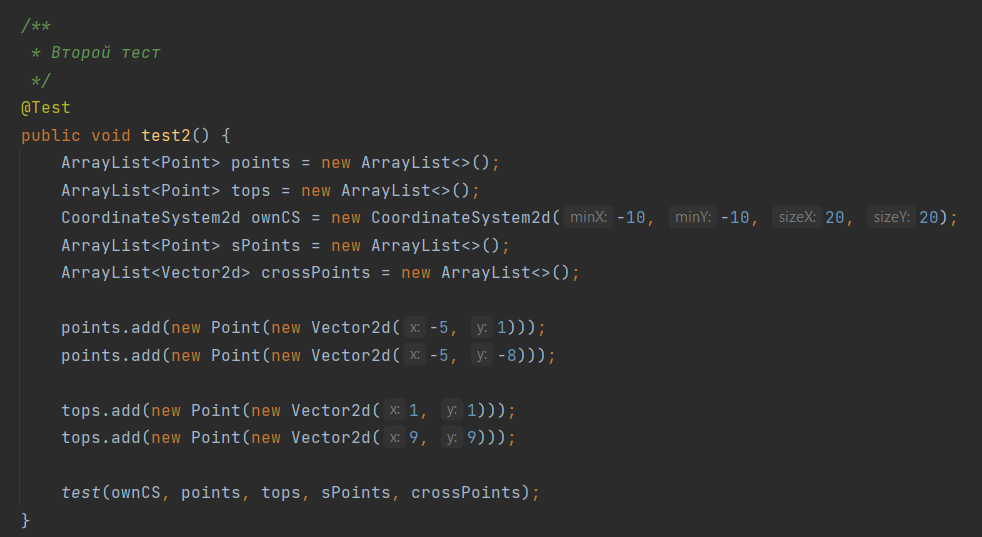 /**
 * Второй тест
 */
@Test
public void test2() {
    ArrayList<Point> points = new ArrayList<>();
    ArrayList<Point> tops = new ArrayList<>();
    CoordinateSystem2d ownCS = new CoordinateSystem2d( minX: -10, minY: -10, sizeX: 20, sizeY: 20);
    ArrayList<Point> sPoints = new ArrayList<>();
    ArrayList<Vector2d> crossPoints = new ArrayList<>();

    points.add(new Point(new Vector2d( x: -5, y: 1)));
    points.add(new Point(new Vector2d( x: -5, y: -8)));

    tops.add(new Point(new Vector2d( x: 1, y: 1)));
    tops.add(new Point(new Vector2d( x: 9, y: 9)));

    test(ownCS, points, tops, sPoints, crossPoints);
}